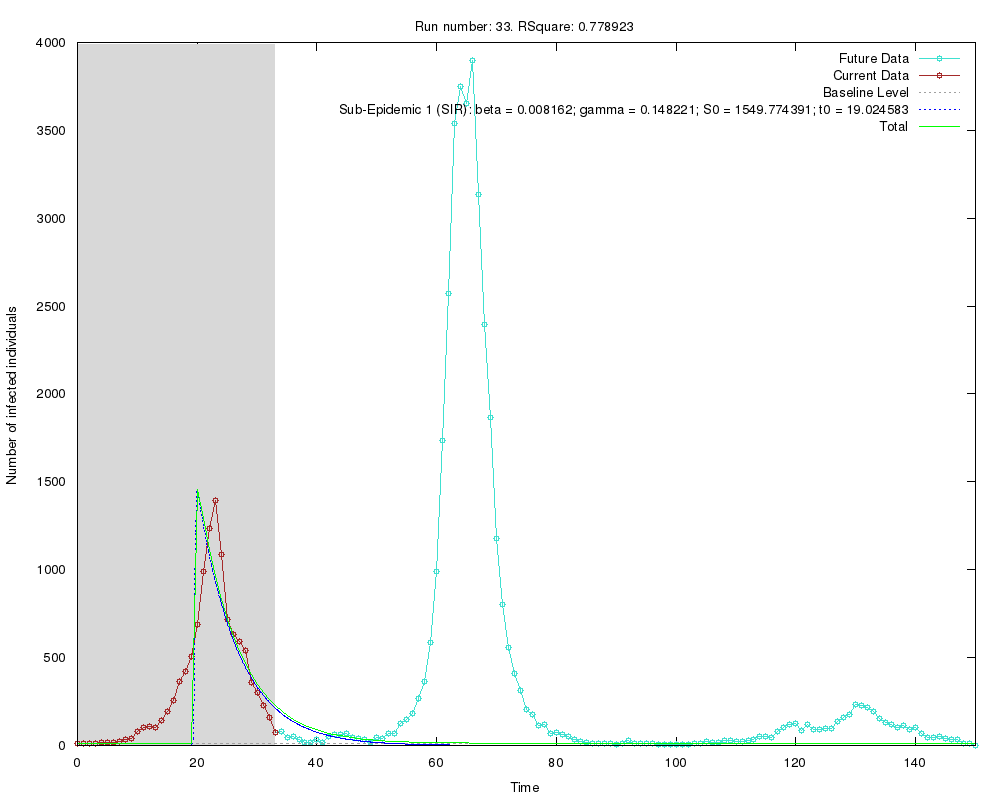 Run number: 33. RSquare: 0.778923
4000
3500
3000
2500
2000
1500
1000
500
0
Number of infected individuals
Future Data
Current Data
Baseline Level
Sub-Epidemic 1 (SIR): beta = 0.008162; gamma = 0.148221; S0 = 1549.774391; t0 = 19.024583
Total
0 20 40 60 80 100 120 140
Time